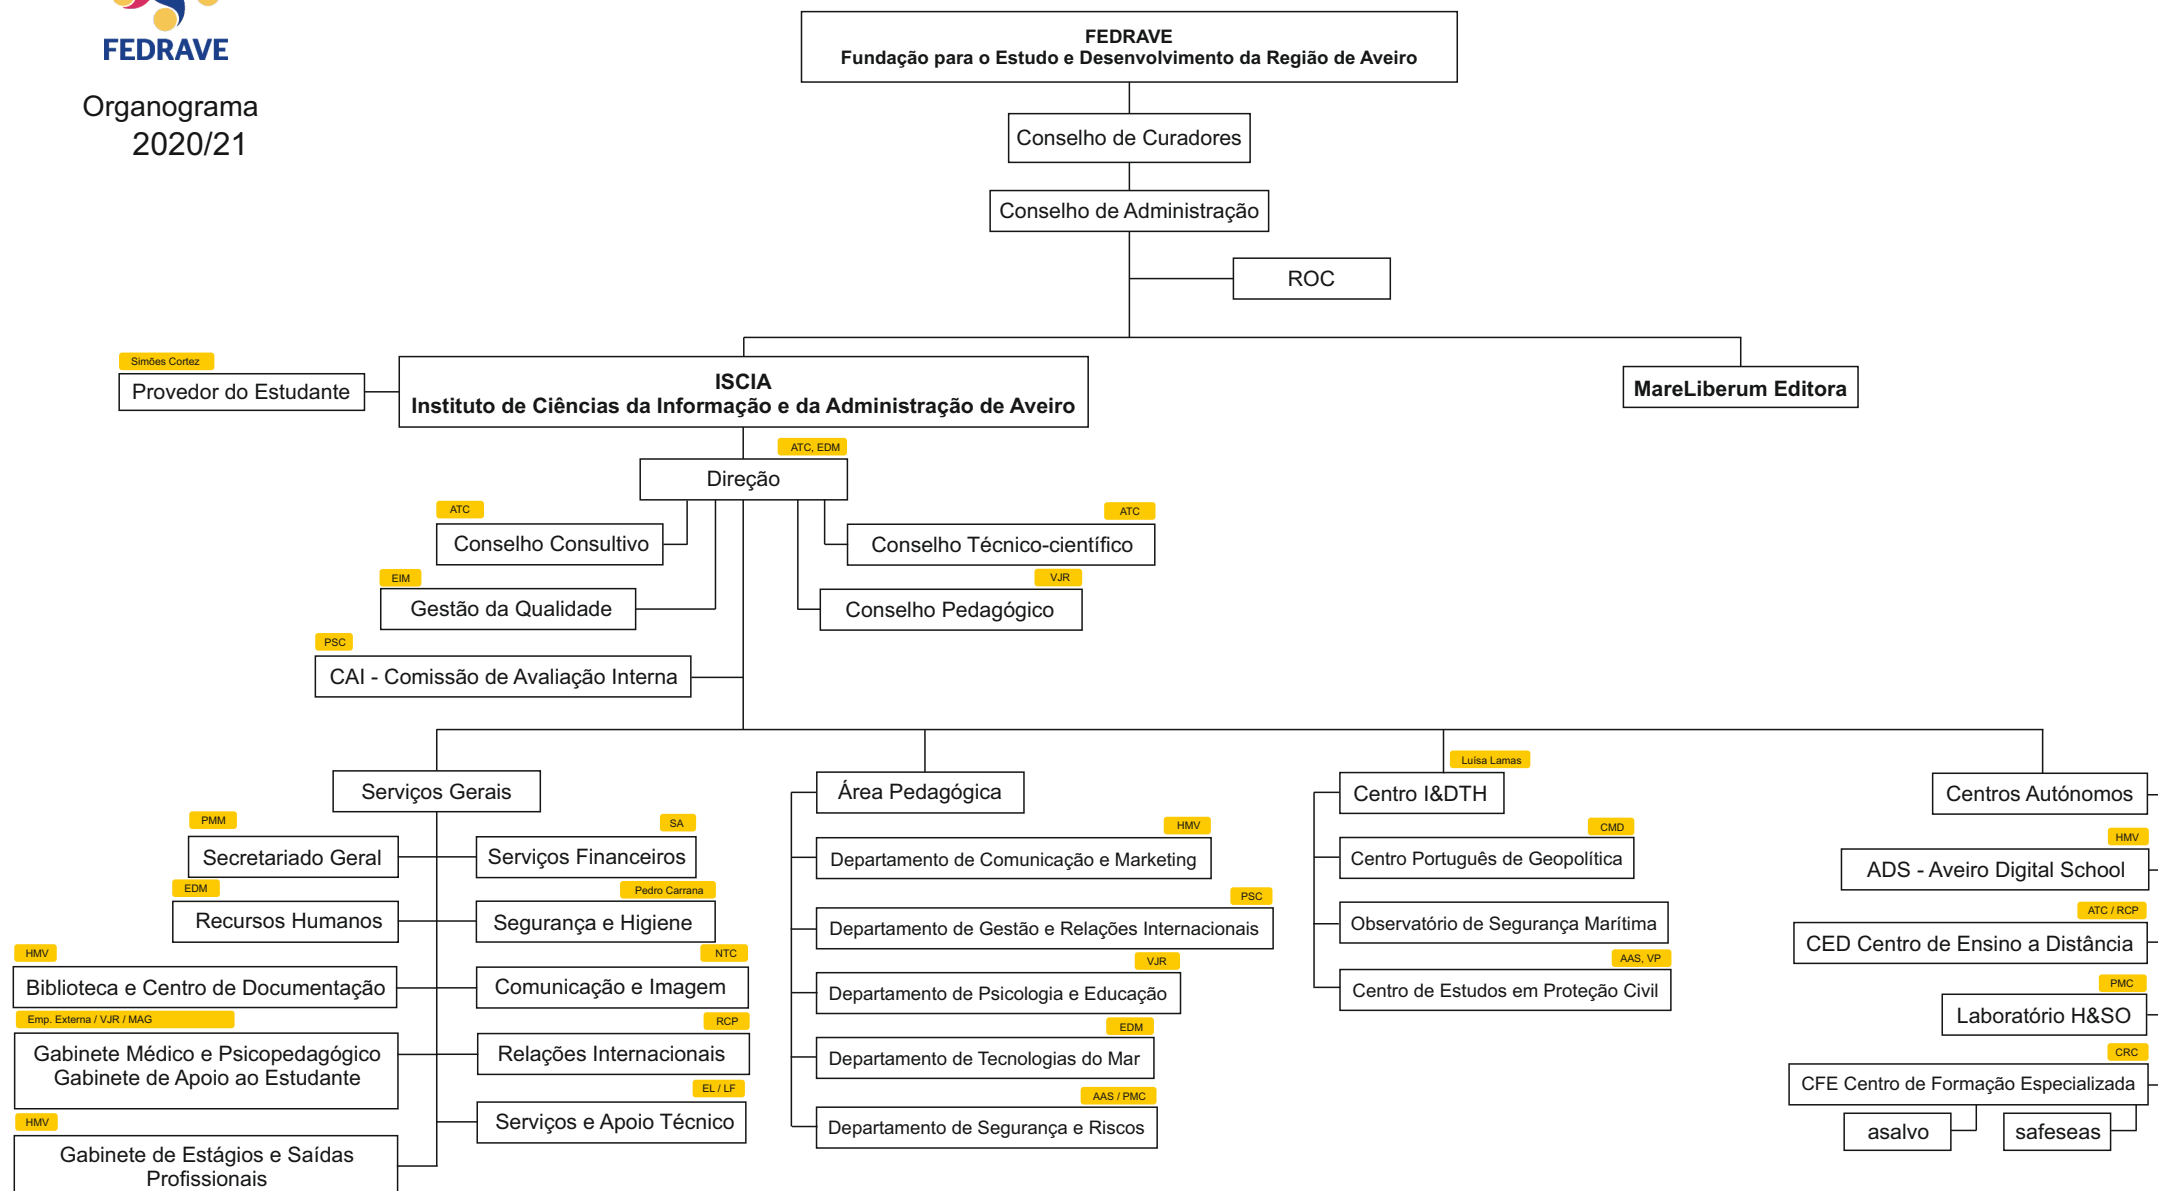 FEDRAVE
Organograma
2020/21
FEDRAVE
Fundação para o Estudo e Desenvolvimento da Região de Aveiro
Conselho de Curadores
Conselho de Administração
ROC
Simões Cortez
Provedor do Estudante
ISCIA
Instituto de Ciências da Informação e da Administração de Aveiro
MareLiberum Editora
ATC, EDM
Direção
ATC
Conselho Consultivo
ATC
Conselho Técnico-científico
EIM
Gestão da Qualidade
VJR
Conselho Pedagógico
PSC
CAI - Comissão de Avaliação Interna
Serviços Gerais
PMM
Secretariado Geral
SA
Serviços Financeiros
EDM
Recursos Humanos
Pedro Carrana
Segurança e Higiene
HMV
Biblioteca e Centro de Documentação
NTC
Comunicação e Imagem
Emp. Externa / VJR / MAG
Gabinete Médico e Psicopedagógico
Gabinete de Apoio ao Estudante
RCP
Relações Internacionais
HMV
Gabinete de Estágios e Saídas
Profissionais
EL / LF
Serviços e Apoio Técnico
Área Pedagógica
HMV
Departamento de Comunicação e Marketing
PSC
Departamento de Gestão e Relações Internacionais
VJR
Departamento de Psicologia e Educação
EDM
Departamento de Tecnologias do Mar
AAS / PMC
Departamento de Segurança e Riscos
Luísa Lamas
Centro I&DTH
CMD
Centro Português de Geopolítica
Observatório de Segurança Marítima
AAS, VP
Centro de Estudos em Proteção Civil
Centros Autónomos
HMV
ADS - Aveiro Digital School
ATC / RCP
CED Centro de Ensino a Distância
PMC
Laboratório H&SO
CRC
CFE Centro de Formação Especializada
asalvo
safeseas